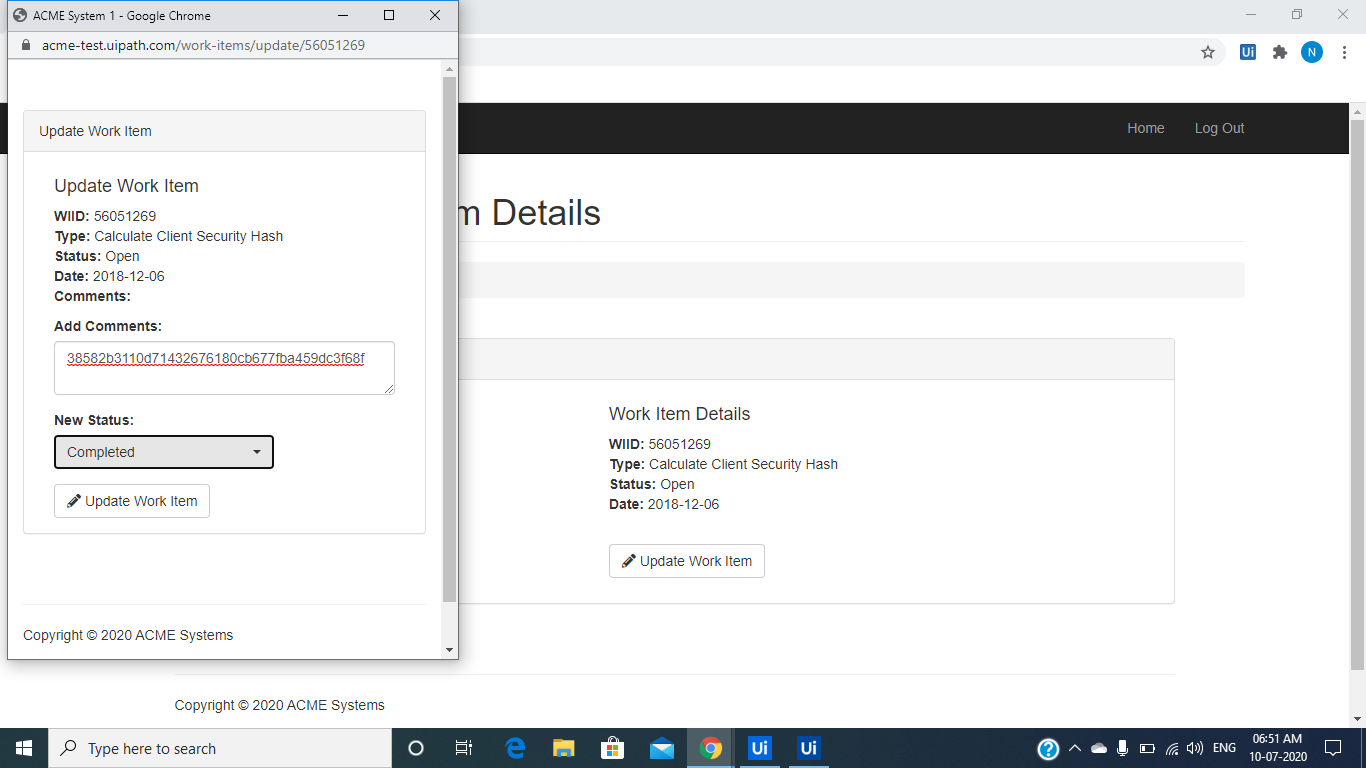 ACME System 1 - Google Chrome
acme-test.uipath.com/work-items/update/56051269
Ui
N
Home
Log Out
Update Work Item
Update Work Item
WIID: 56051269
Type: Calculate Client Security Hash
Status: Open
Date: 2018-12-06
Comments:
Add Comments:
38582b3110d71432676180cb677fba459dc3f68f
New Status:
Completed
Update Work Item
Copyright © 2020 ACME Systems
m Details
Work Item Details
WIID: 56051269
Type: Calculate Client Security Hash
Status: Open
Date: 2018-12-06
Update Work Item
Copyright © 2020 ACME Systems
Type here to search
Ui
Ui
ENG
06:51 AM
10-07-2020